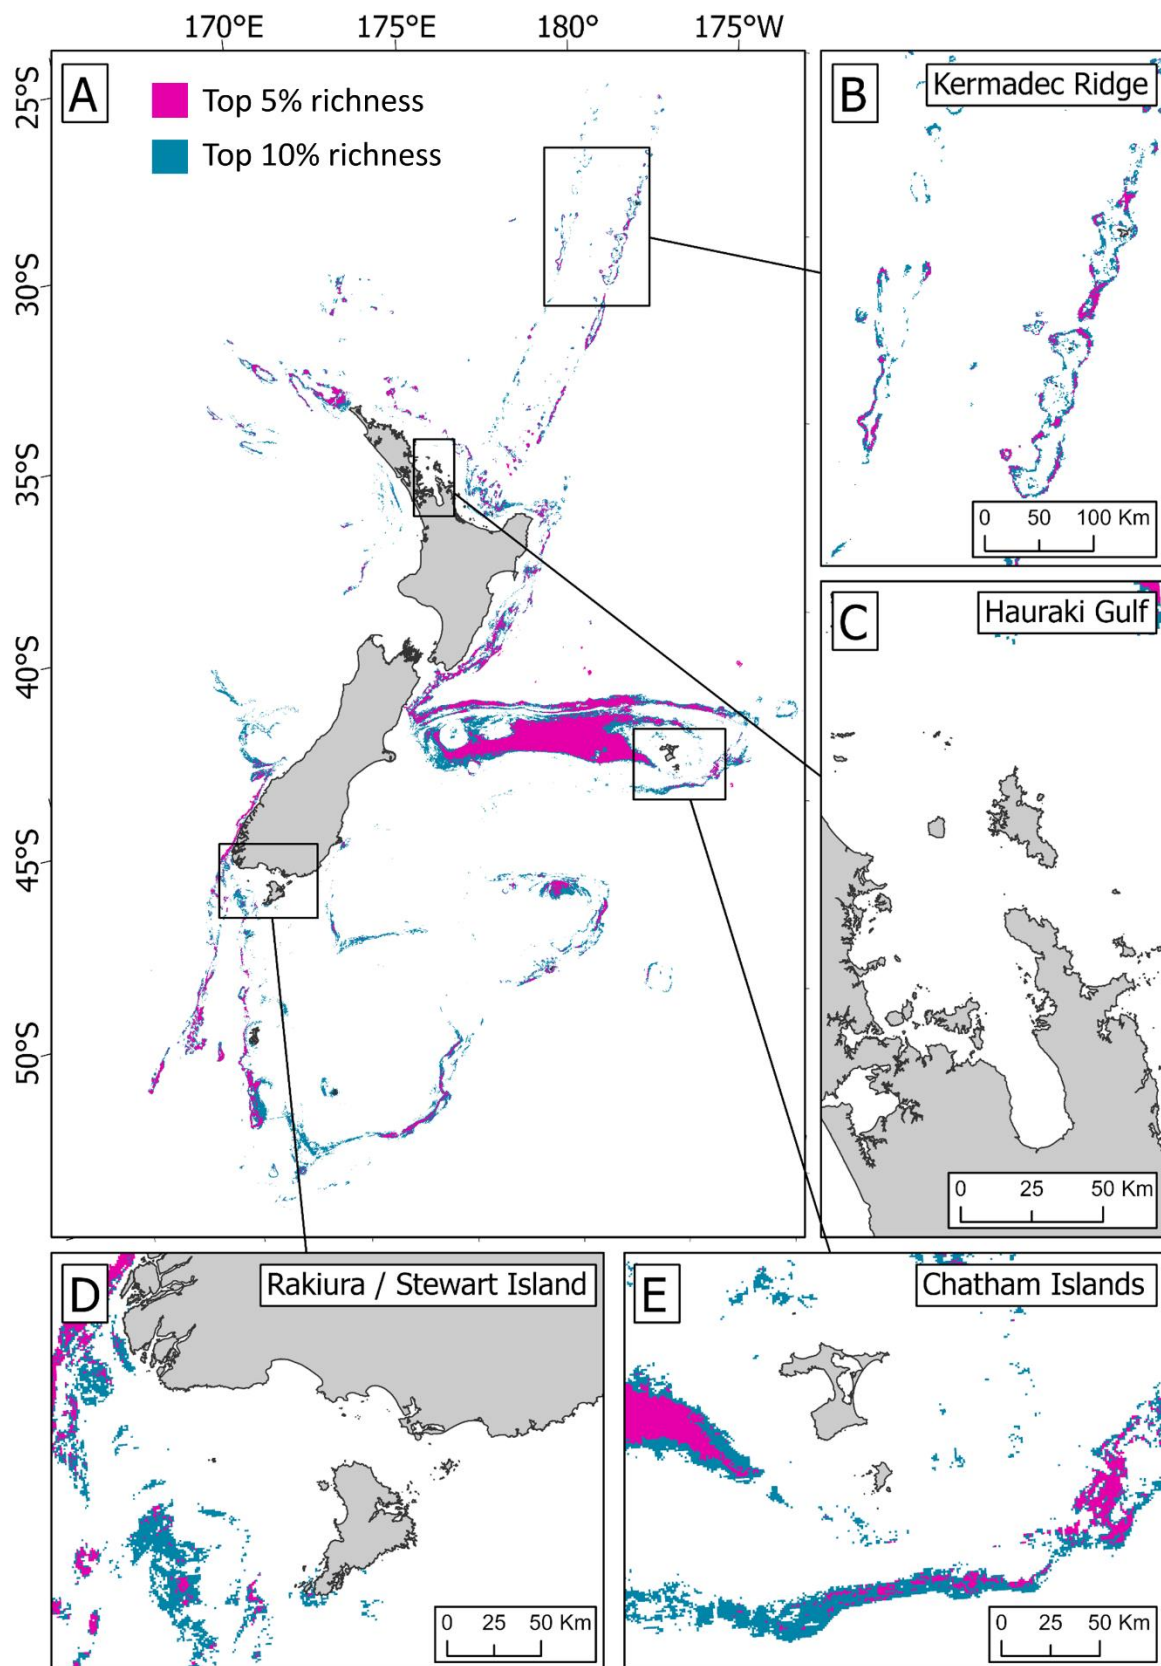 170°E 175°E 180° 175°W
A
Top 5% richness
Top 10% richness
25°S
30°S
35°S
40°S
45°S
50°S
B
Kermadec Ridge
0 50 100 Km
C
Hauraki Gulf
0 25 50 Km
D
Rakiura / Stewart Island
0 25 50 Km
E
Chatham Islands
0 25 50 Km